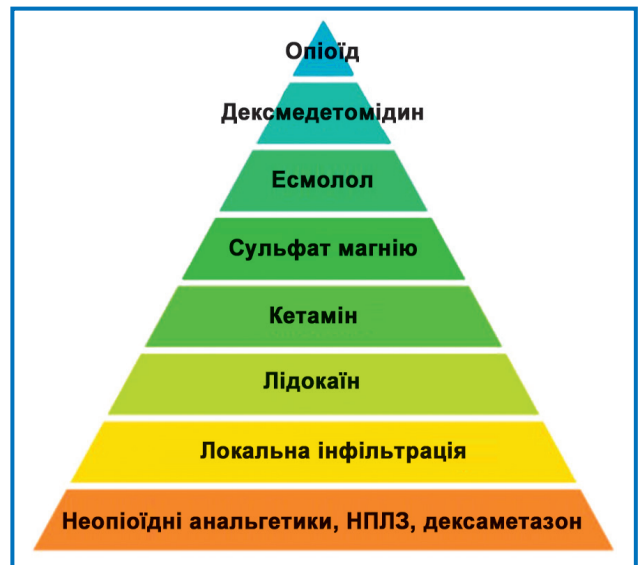 Опіоїд
Дексмедетомідин
Есмолол
Сульфат магнію
Кетамін
Лідокаїн
Локальна інфільтрація
Неопіоїдні анальгетики, НПЛЗ, дексаметазон